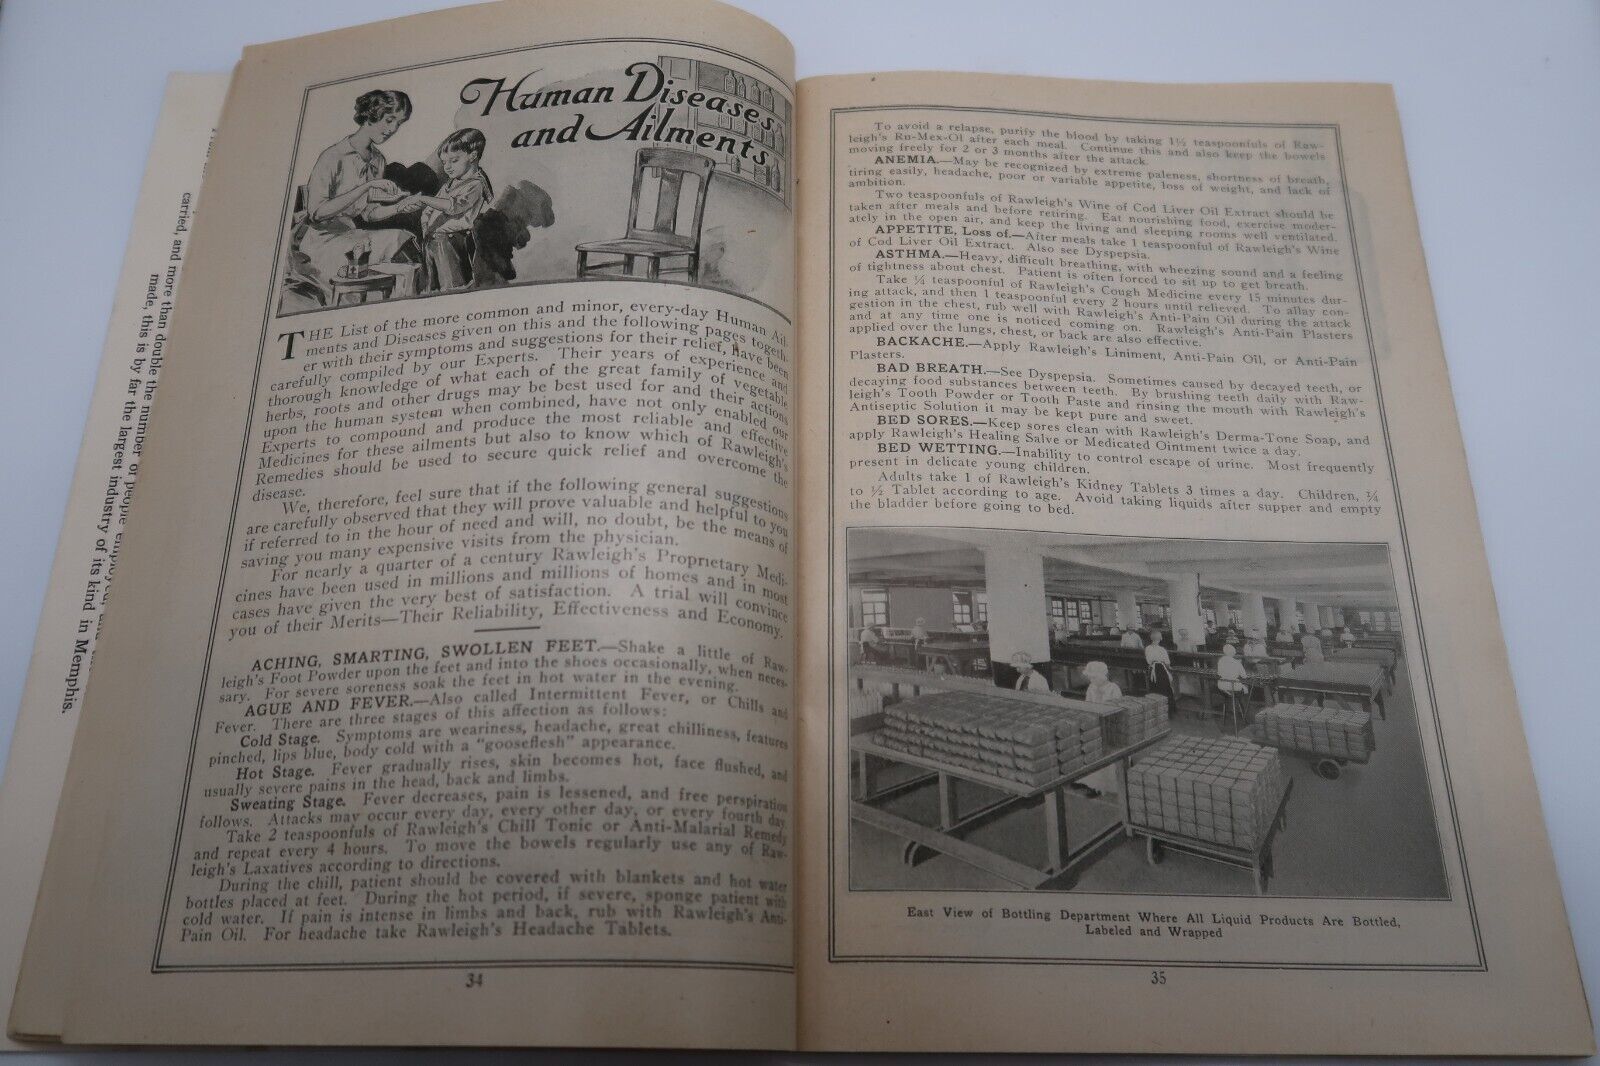 carried, and more than double the number of people employed,
made, this is by far the largest industry of its kind in Memphis.
Human Diseases
and Ailments
THE List of the more common and minor, every-day Human Ail-
ments and Diseases given on this and the following pages togeth-
er with their symptoms and suggestions for their relief, have been
carefully compiled by our Experts. Their years of experience and
thorough knowledge of what each of the great family of vegetable
herbs, roots and other drugs may be best used for and their actions
upon the human system when combined, have not only enabled our
Experts to compound and produce the most reliable and effective
Medicines for these ailments but also to know which of Rawleigh's
Remedies should be used to secure quick relief and overcome the
disease.
We, therefore, feel sure that if the following general suggestions
are carefully observed that they will prove valuable and helpful to you
if referred to in the hour of need and will, no doubt, be the means of
saving you many expensive visits from the physician.
For nearly a quarter of a century Rawleigh's Proprietary Medi-
cines have been used in millions and millions of homes and in most
cases have given the very best of satisfaction. A trial will convince
you of their Merits—Their Reliability, Effectiveness and Economy.
ACHING, SMARTING, SWOLLEN FEET.—Shake a little of Raw-
leigh's Foot Powder upon the feet and into the shoes occasionally, when neces-
sary. For severe soreness soak the feet in hot water in the evening.
AGUE AND FEVER.—Also called Intermittent Fever, or Chills and
Fever. There are three stages of this affection as follows:
Cold Stage. Symptoms are weariness, headache, great chilliness, features
pinched, lips blue, body cold with a "gooseflesh" appearance.
Hot Stage. Fever gradually rises, skin becomes hot, face flushed, and
usually severe pains in the head, back and limbs.
Sweating Stage. Fever decreases, pain is lessened, and free perspiration
follows. Attacks may occur every day, every other day, or every fourth day.
Take 2 teaspoonfuls of Rawleigh's Chill Tonic or Anti-Malarial Remedy
and repeat every 4 hours. To move the bowels regularly use any of Raw-
leigh's Laxatives according to directions.
During the chill, patient should be covered with blankets and hot water
bottles placed at feet. During the hot period, if severe, sponge patient with
cold water. If pain is intense in limbs and back, rub with Rawleigh's Anti-
Pain Oil. For headache take Rawleigh's Headache Tablets.
34
To avoid a relapse, purify the blood by taking 1½ teaspoonfuls of Raw-
leigh's Ru-Mex-Ol after each meal. Continue this and also keep the bowels
moving freely for 2 or 3 months after the attack.
ANEMIA.—May be recognized by extreme paleness, shortness of breath,
tiring easily, headache, poor or variable appetite, loss of weight, and lack of
ambition.
Two teaspoonfuls of Rawleigh's Wine of Cod Liver Oil Extract should be
taken after meals and before retiring. Eat nourishing food, exercise moder-
ately in the open air, and keep the living and sleeping rooms well ventilated.
APPETITE, Loss of.—After meals take 1 teaspoonful of Rawleigh's Wine
of Cod Liver Oil Extract. Also see Dyspepsia.
ASTHMA.—Heavy, difficult breathing, with wheezing sound and a feeling
of tightness about chest. Patient is often forced to sit up to get breath.
Take ¼ teaspoonful of Rawleigh's Cough Medicine every 15 minutes dur-
ing attack, and then 1 teaspoonful every 2 hours until relieved. To allay con-
gestion in the chest, rub well with Rawleigh's Anti-Pain Oil during the attack
and at any time one is noticed coming on. Rawleigh's Anti-Pain Plasters
applied over the lungs, chest, or back are also effective.
BACKACHE.—Apply Rawleigh's Liniment, Anti-Pain Oil, or Anti-Pain
Plasters.
BAD BREATH.—See Dyspepsia. Sometimes caused by decayed teeth, or
decaying food substances between teeth. By brushing teeth daily with Raw-
leigh's Tooth Powder or Tooth Paste and rinsing the mouth with Rawleigh's
Antiseptic Solution it may be kept pure and sweet.
BED SORES.—Keep sores clean with Rawleigh's Derma-Tone Soap, and
apply Rawleigh's Healing Salve or Medicated Ointment twice a day.
BED WETTING.—Inability to control escape of urine. Most frequently
present in delicate young children.
Adults take 1 of Rawleigh's Kidney Tablets 3 times a day. Children, ¼
to ½ Tablet according to age. Avoid taking liquids after supper and empty
the bladder before going to bed.
East View of Bottling Department Where All Liquid Products Are Bottled,
Labeled and Wrapped
35